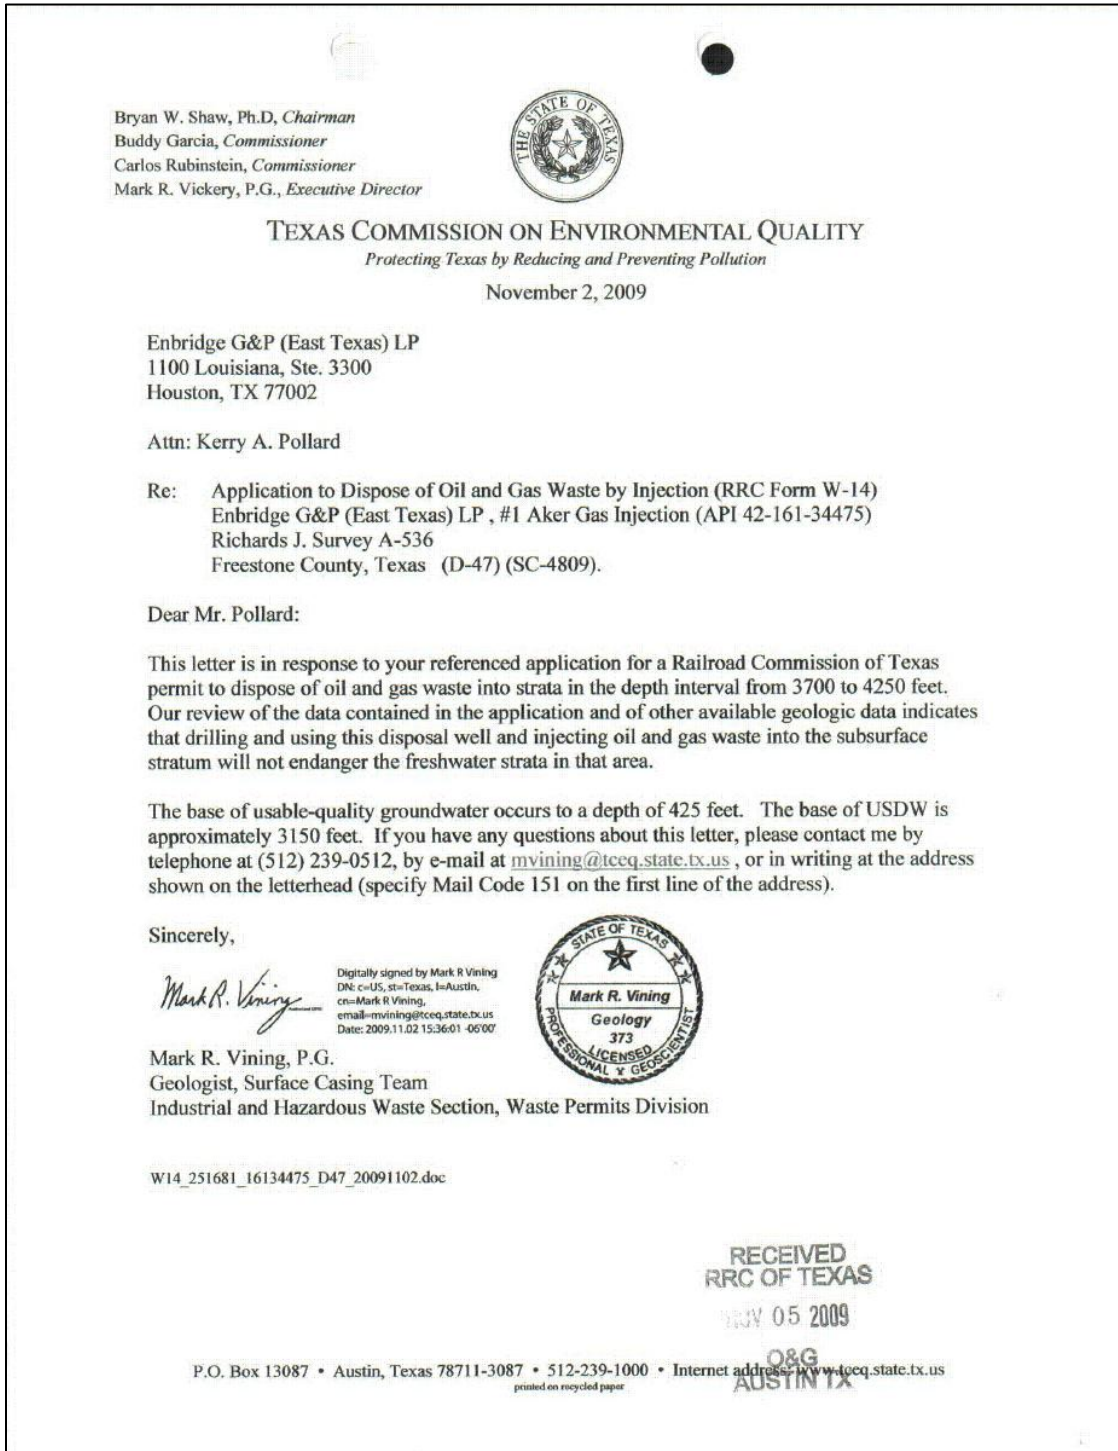 Bryan W. Shaw, Ph.D, Chairman
Buddy Garcia, Commissioner
Carlos Rubinstein, Commissioner
Mark R. Vickery, P.G., Executive Director
THE STATE OF TEXAS
TEXAS COMMISSION ON ENVIRONMENTAL QUALITY
Protecting Texas by Reducing and Preventing Pollution
November 2, 2009
Enbridge G&P (East Texas) LP
1100 Louisiana, Ste. 3300
Houston, TX 77002
Attn: Kerry A. Pollard
Re: Application to Dispose of Oil and Gas Waste by Injection (RRC Form W-14)
Enbridge G&P (East Texas) LP , #1 Aker Gas Injection (API 42-161-34475)
Richards J. Survey A-536
Freestone County, Texas (D-47) (SC-4809).
Dear Mr. Pollard:
This letter is in response to your referenced application for a Railroad Commission of Texas
permit to dispose of oil and gas waste into strata in the depth interval from 3700 to 4250 feet.
Our review of the data contained in the application and of other available geologic data indicates
that drilling and using this disposal well and injecting oil and gas waste into the subsurface
stratum will not endanger the freshwater strata in that area.
The base of usable-quality groundwater occurs to a depth of 425 feet. The base of USDW is
approximately 3150 feet. If you have any questions about this letter, please contact me by
telephone at (512) 239-0512, by e-mail at mvining@tceq.state.tx.us , or in writing at the address
shown on the letterhead (specify Mail Code 151 on the first line of the address).
Sincerely,
Mark R. Vining
Digitally signed by Mark R Vining
DN: c=US, st=Texas, l=Austin,
cn=Mark R Vining,
email=mvining@tceq.state.tx.us
Date: 2009.11.02 15:36:01 -06'00'
STATE OF TEXAS
Mark R. Vining
Geology
373
LICENSED
PROFESSIONAL GEOSCIENTIST
Mark R. Vining, P.G.
Geologist, Surface Casing Team
Industrial and Hazardous Waste Section, Waste Permits Division
W14_251681_16134475_D47_20091102.doc
RECEIVED
RRC OF TEXAS
NOV 05 2009
O&G
AUSTIN TX
P.O. Box 13087 • Austin, Texas 78711-3087 • 512-239-1000 • Internet address: www.tceq.state.tx.us
printed on recycled paper